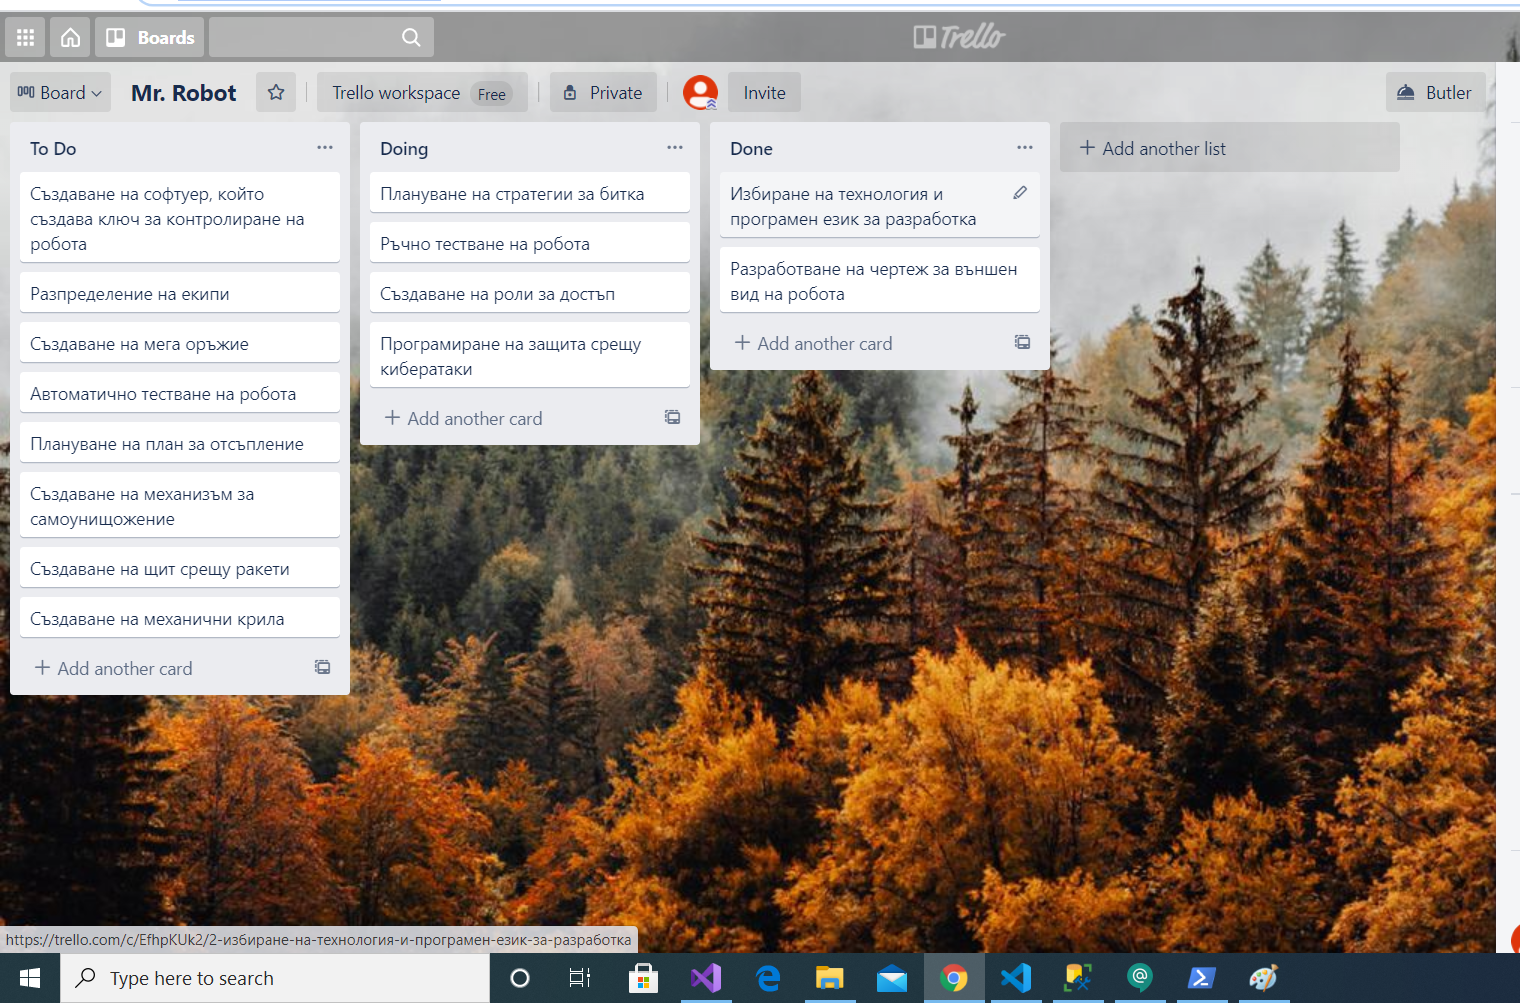 Boards
Trello
Board
Mr. Robot
Trello workspace Free
Private
Invite
Butler
To Do
Създаване на софтуер, който
създава ключ за контролиране на
робота
Разпределение на екипи
Създаване на мега оръжие
Автоматично тестване на робота
Плануване на план за отсъпление
Създаване на механизъм за
самоунищожение
Създаване на щит срещу ракети
Създаване на механични крила
+ Add another card
Doing
Плануване на стратегии за битка
Ръчно тестване на робота
Създаване на роли за достъп
Програмиране на защита срещу
кибератаки
+ Add another card
Done
Избиране на технология и
програмен език за разработка
Разработване на чертеж за външен
вид на робота
+ Add another card
+ Add another list
https://trello.com/c/EfhpKUk2/2-избиране-на-технология-и-програмен-език-за-разработка
Type here to search